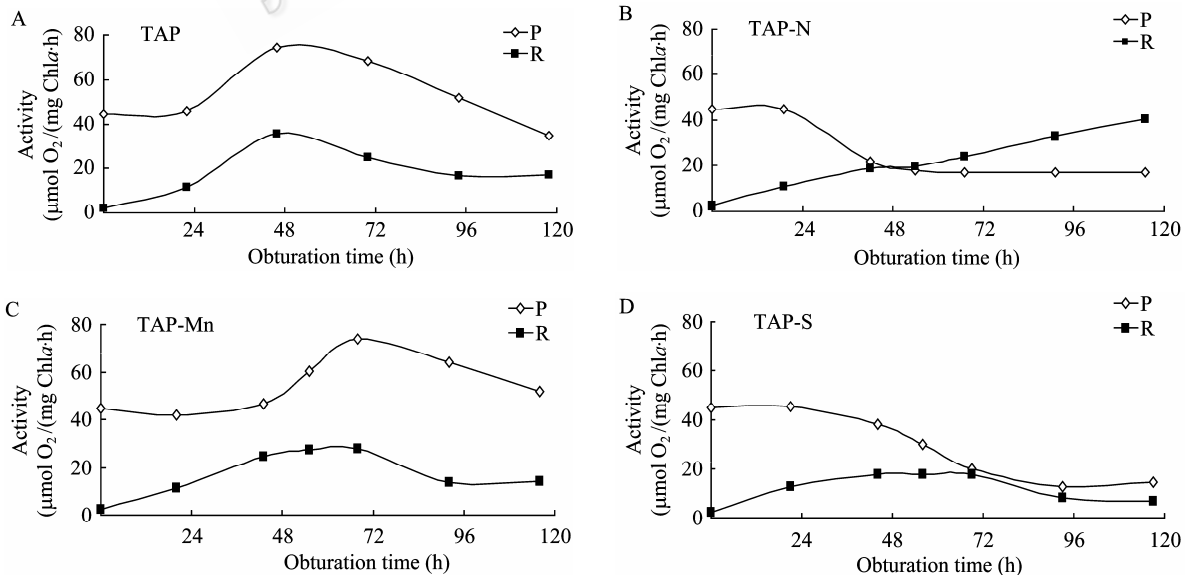 A
TAP
P
R
80
60
40
20
0
24
48
72
96
120
Activity
(μmol O₂/(mg Chla·h)
Obturation time (h)
B
TAP-N
P
R
80
60
40
20
0
24
48
72
96
120
Activity
(μmol O₂/(mg Chla·h)
Obturation time (h)
C
TAP-Mn
P
R
80
60
40
20
0
24
48
72
96
120
Activity
(μmol O₂/(mg Chla·h)
Obturation time (h)
D
TAP-S
P
R
80
60
40
20
0
24
48
72
96
120
Activity
(μmol O₂/(mg Chla·h)
Obturation time (h)